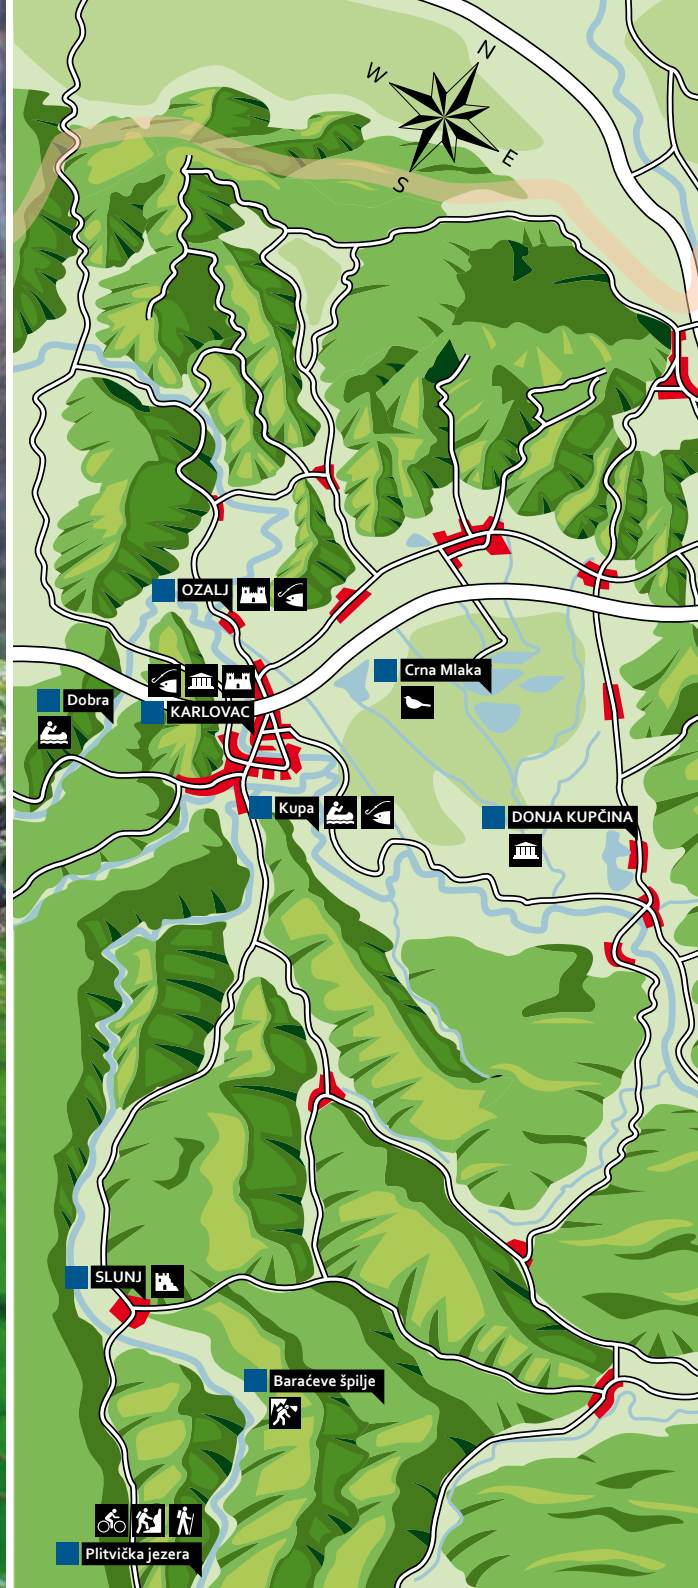 N
W
E
S
OZALJ
Crna Mlaka
Dobra
KARLOVAC
Kupa
DONJA KUPČINA
SLUNJ
Baraćeve špilje
Plitvička jezera